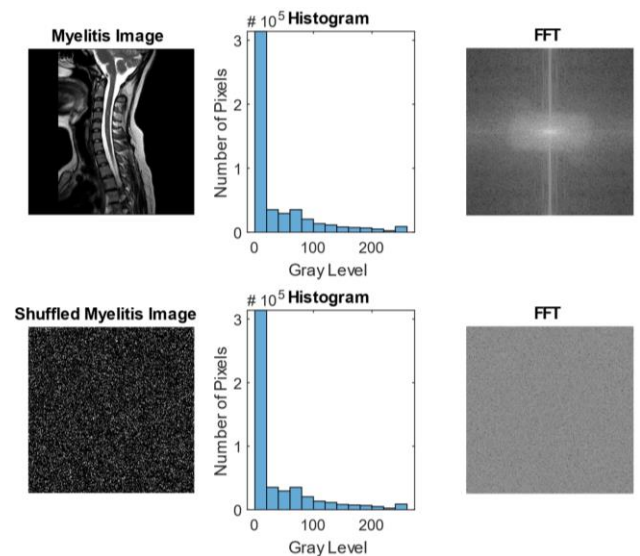 Myelitis Image
# 10^5 Histogram
FFT
3
2
1
0
Number of Pixels
0 100 200
Gray Level
Shuffled Myelitis Image
# 10^5 Histogram
FFT
3
2
1
0
Number of Pixels
0 100 200
Gray Level